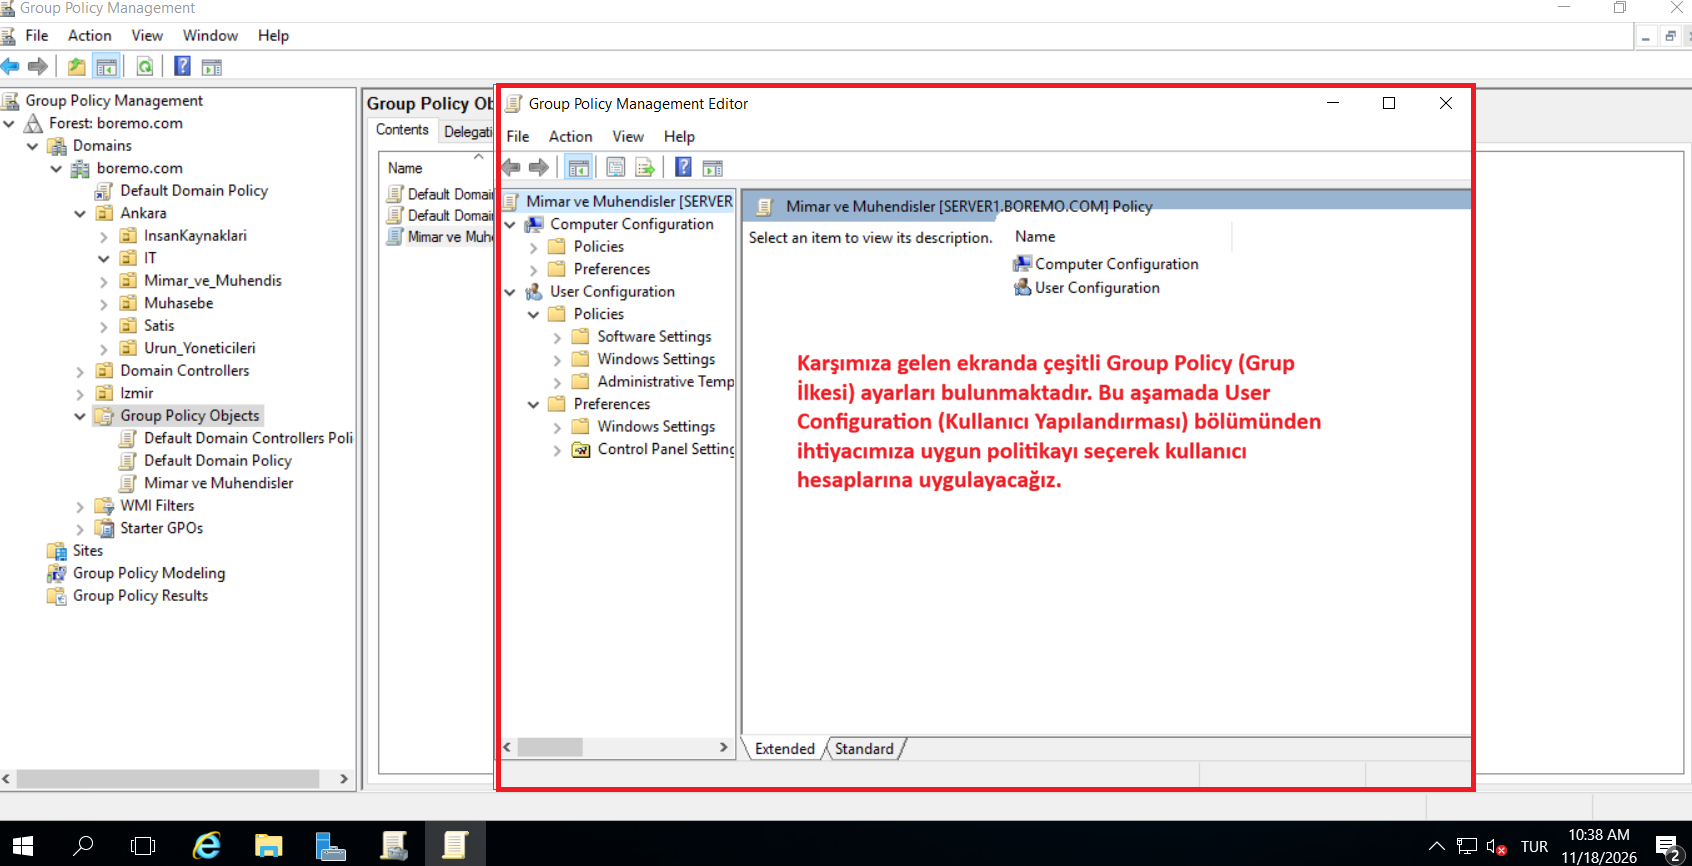 Group Policy Management
File Action View Help
Group Policy Management
Forest: boremo.com
Domains
boremo.com
Default Domain Policy
Ankara
InsanKaynaklari
IT
Mimar_ve_Muhendis
Muhasebe
Satis
Urun_Yoneticileri
Domain Controllers
Izmir
Group Policy Objects
Default Domain Controllers Poli
Default Domain Policy
Mimar ve Muhendisler
WMI Filters
Starter GPOs
Sites
Group Policy Modeling
Group Policy Results
Group Policy Ob
Contents Delegati
Name
Default Domai
Default Domai
Mimar ve Muhe
Group Policy Management Editor
File Action View Help
Mimar ve Muhendisler [SERVER
Computer Configuration
Policies
Preferences
User Configuration
Policies
Software Settings
Windows Settings
Administrative Temp
Preferences
Windows Settings
Control Panel Setting
Mimar ve Muhendisler [SERVER1.BOREMO.COM] Policy
Select an item to view its description.
Name
Computer Configuration
User Configuration
Karşımıza gelen ekranda çeşitli Group Policy (Grup
İlkesi) ayarları bulunmaktadır. Bu aşamada User
Configuration (Kullanıcı Yapılandırması) bölümünden
ihtiyacımıza uygun politikayı seçerek kullanıcı
hesaplarına uygulayacağız.
Extended Standard
TUR
10:38 AM
11/18/2026
2